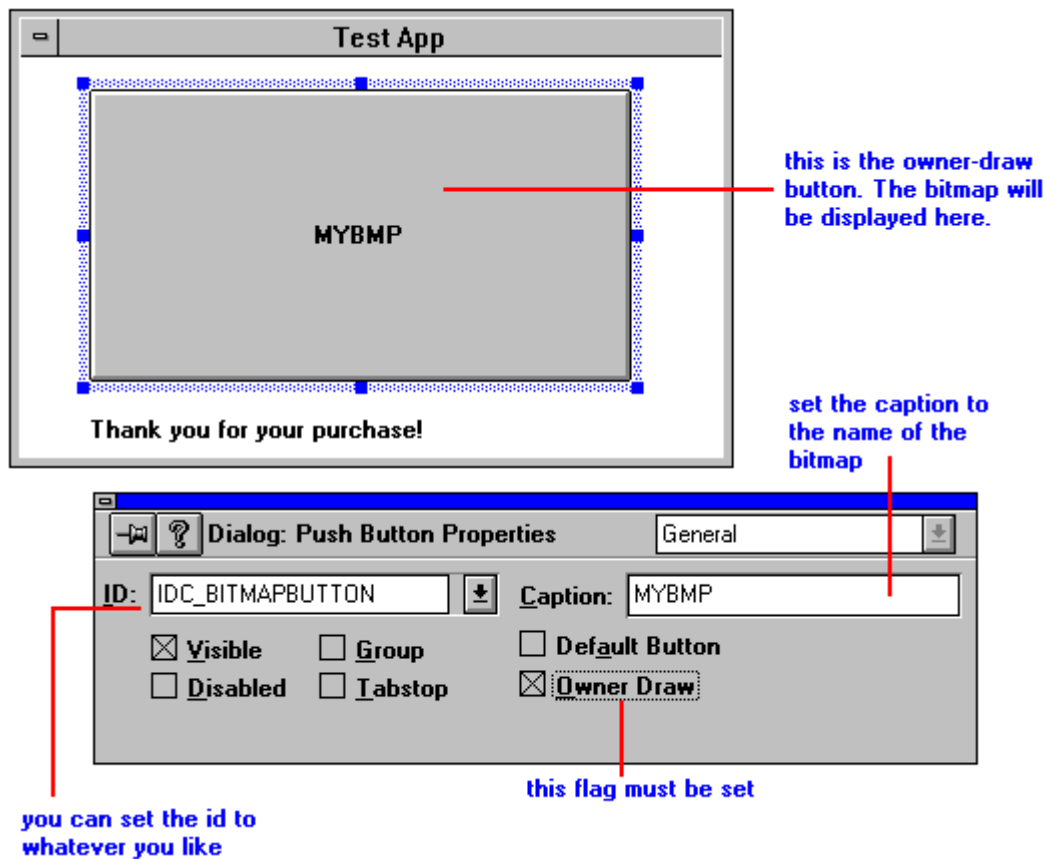 Test App
MYBMP
this is the owner-draw
button. The bitmap will
be displayed here.
Thank you for your purchase!
set the caption to
the name of the
bitmap
Dialog: Push Button Properties
General
ID: IDC_BITMAPBUTTON
Caption: MYBMP
Visible
Group
Default Button
Disabled
Tabstop
Owner Draw
this flag must be set
you can set the id to
whatever you like